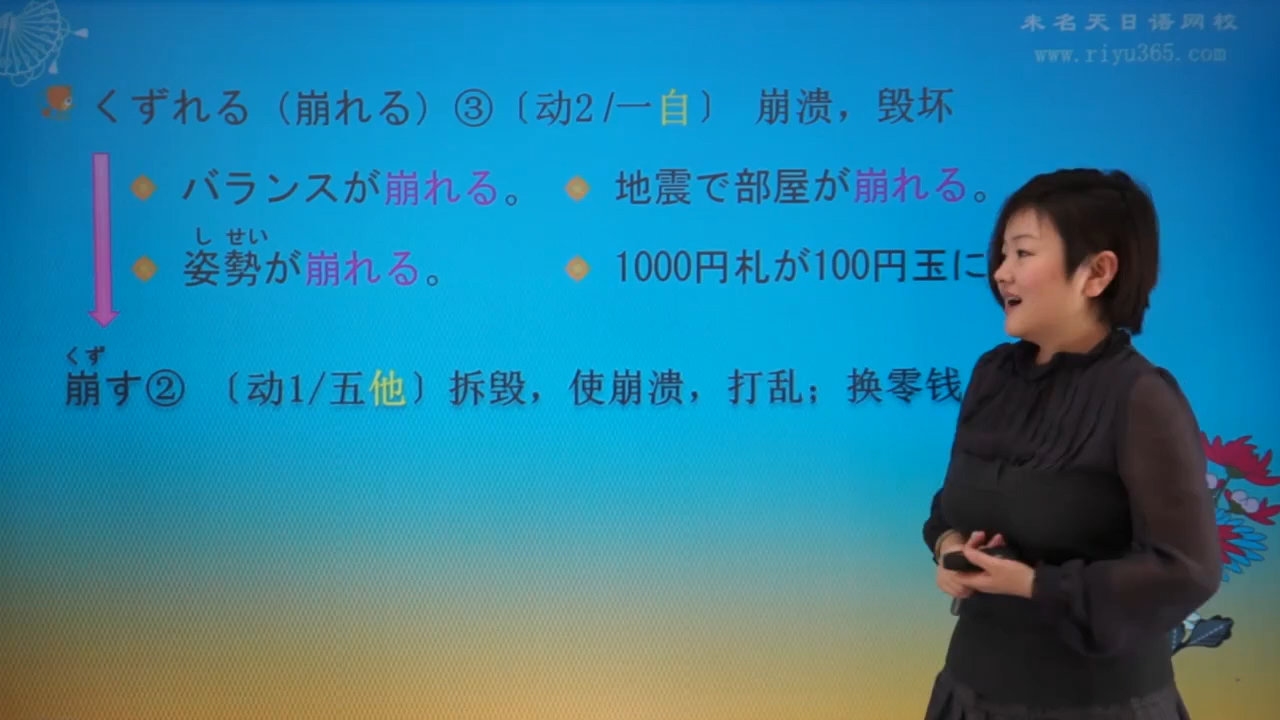 未名天日语网校
www.riyu365.com
くずれる（崩れる）③〔动2/一自〕 崩溃，毁坏
バランスが崩れる。
地震で部屋が崩れる。
し せい
姿勢が崩れる。
1000円札が100円玉に
くず
崩す②〔动1/五他〕拆毁，使崩溃，打乱；换零钱